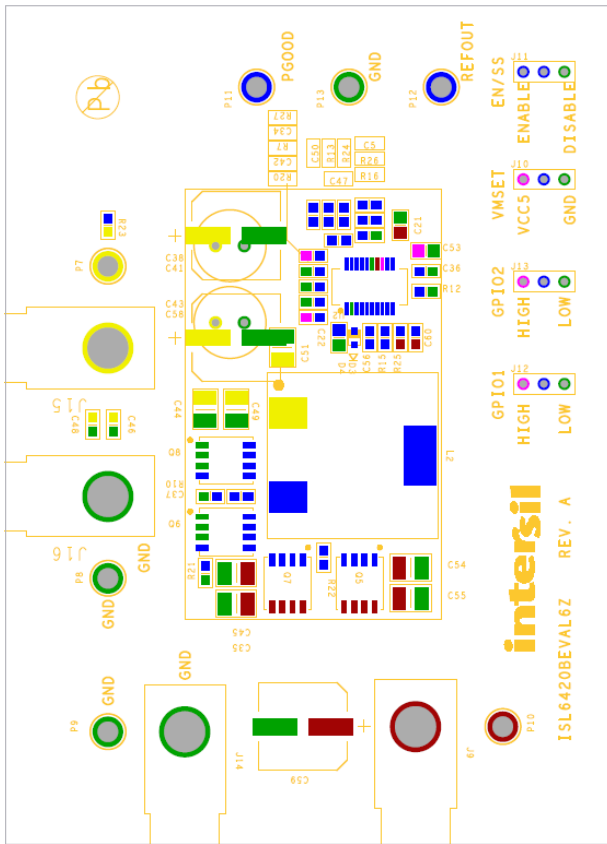 Pb
P11
PGOOD
P13
GND
P12
REFOUT
EN/SS
J11
ENABLE
DISABLE
R27
C34
R7
C42
R20
C50
R13
R24
C5
R26
R16
C47
VMSET
J10
VCC5
GND
R23
P7
C38
C41
C21
C53
C36
R12
GPIO2
J13
HIGH
LOW
C43
C58
C51
C22
C56
R15
R25
C60
J15
GPIO1
J12
HIGH
LOW
C48
C46
C44
C49
Q8
R10
C37
Q9
L2
J16
GND
P8
GND
R21
Q7
R22
Q5
C54
C55
C45
C35
intersil
ISL6420BEVAL6Z REV. A
P9
GND
GND
J14
C59
J9
P10